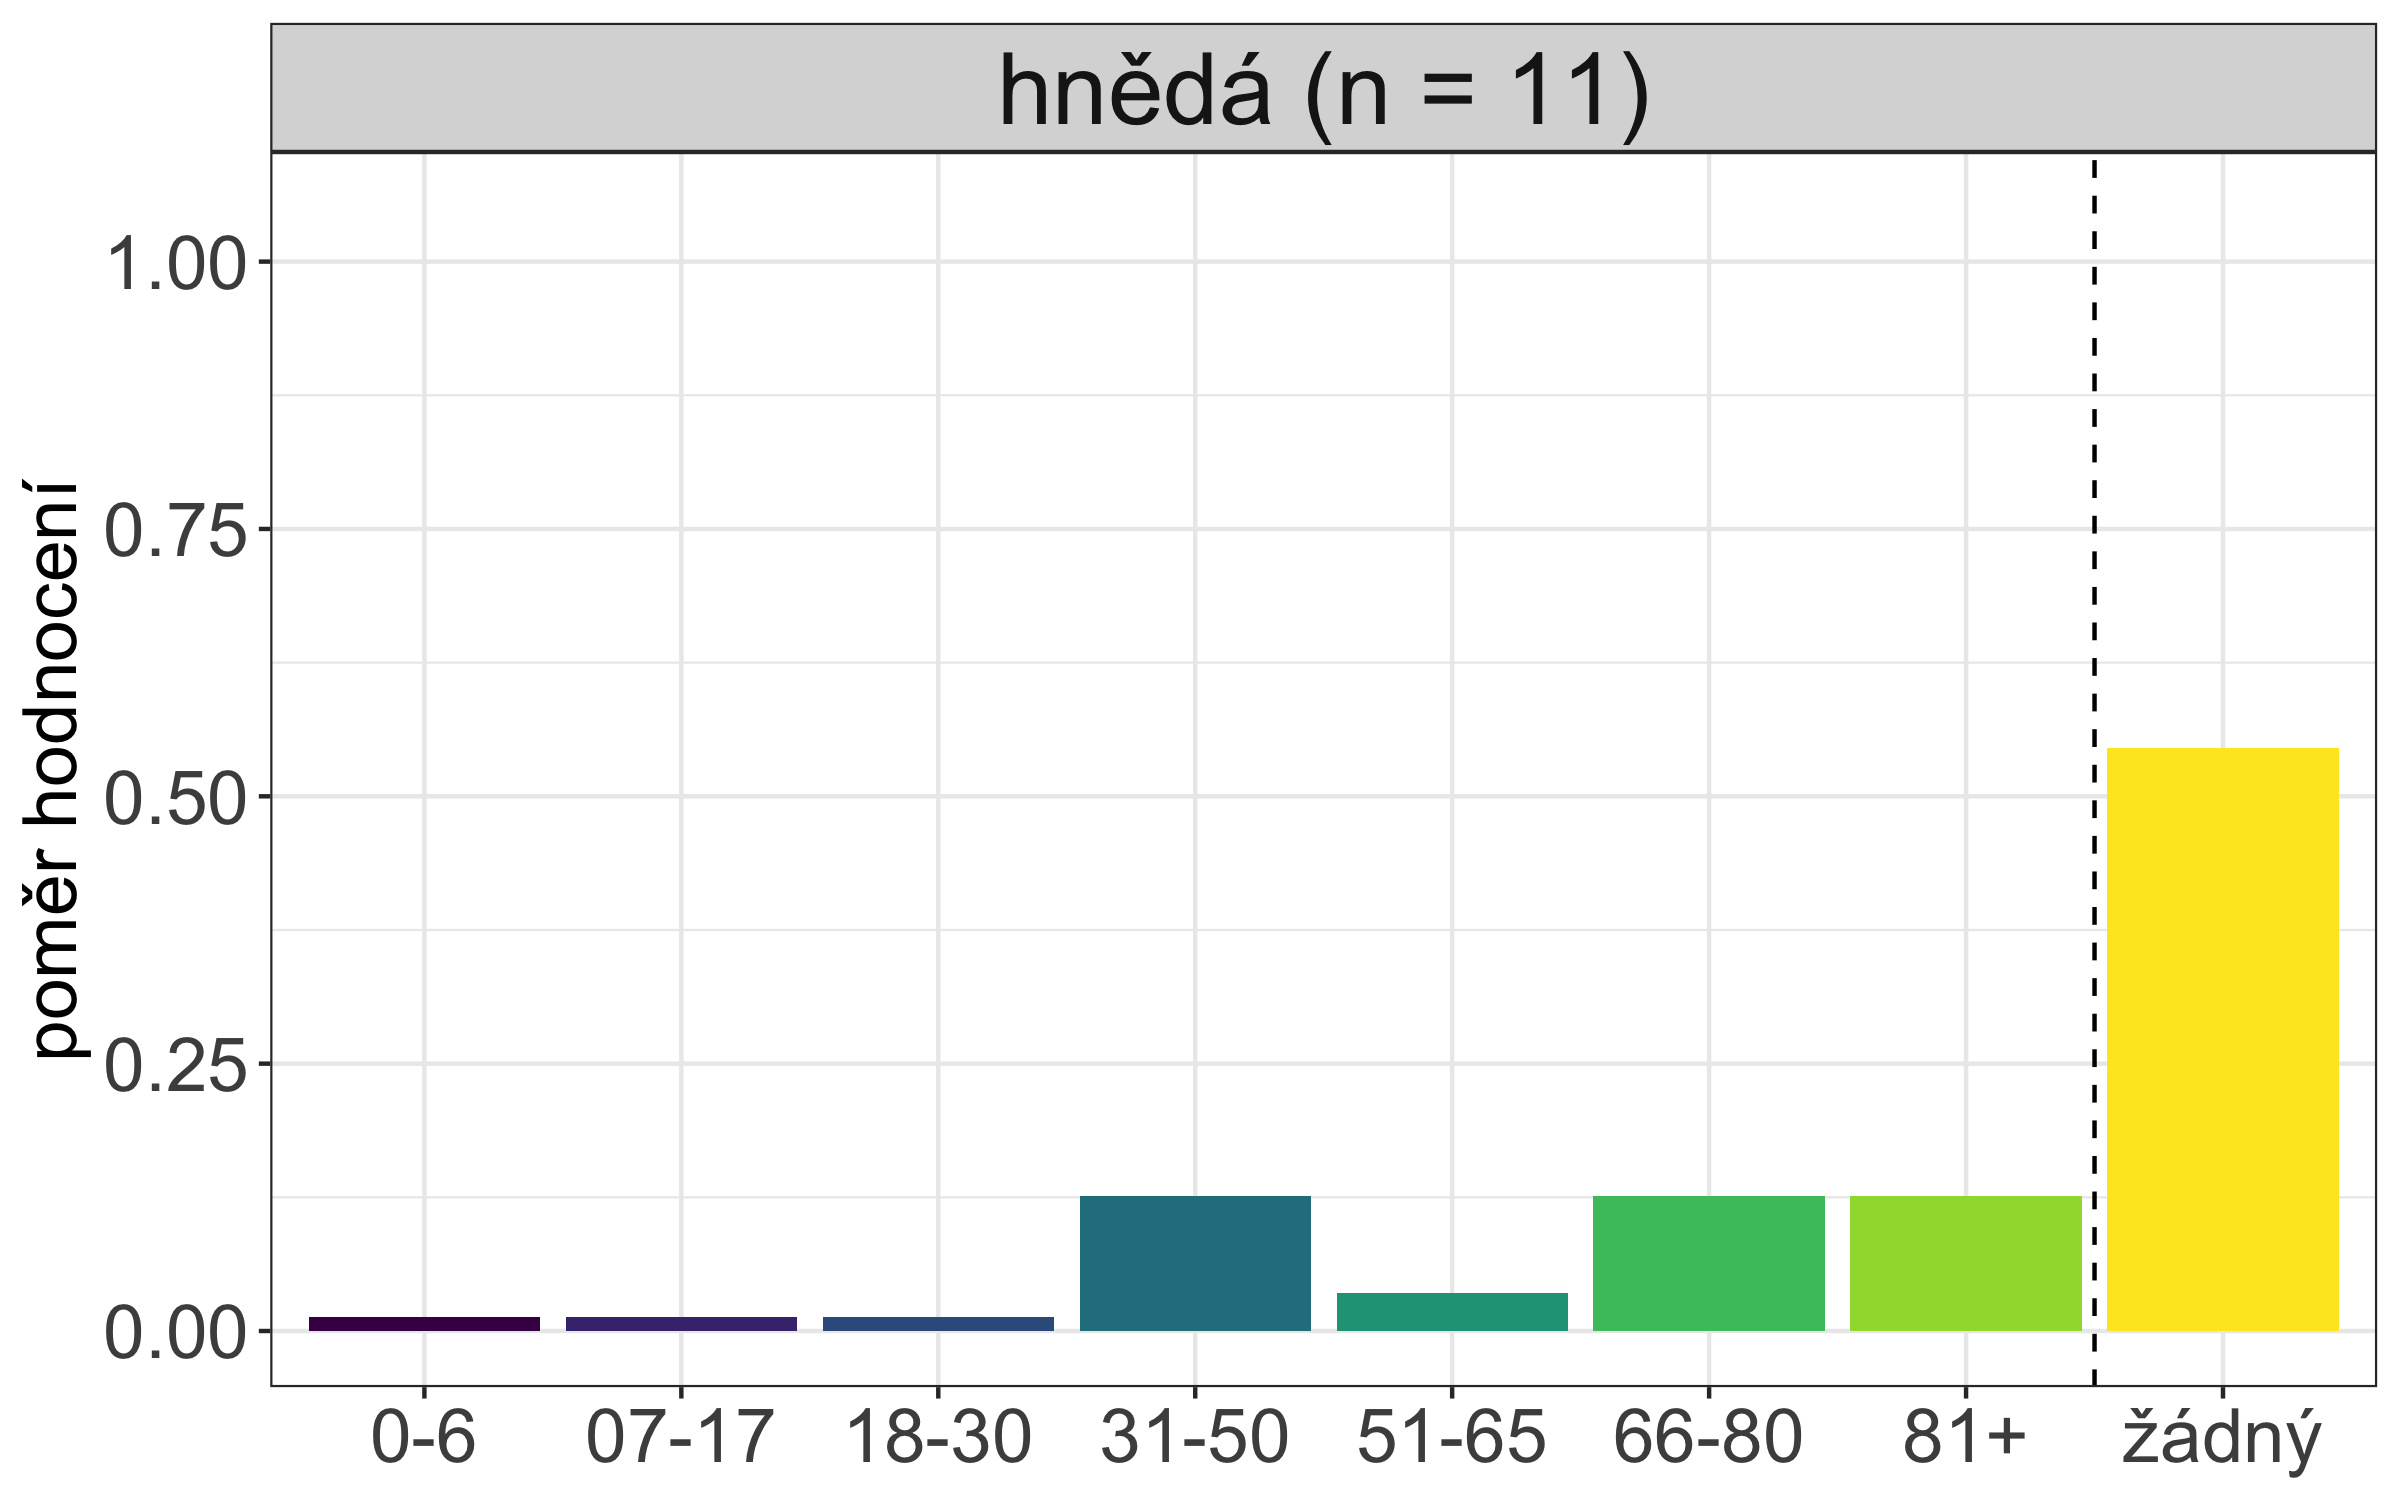 hnědá (n = 11)
poměr hodnocení
1.00
0.75
0.50
0.25
0.00
0-6 07-17 18-30 31-50 51-65 66-80 81+ žádný